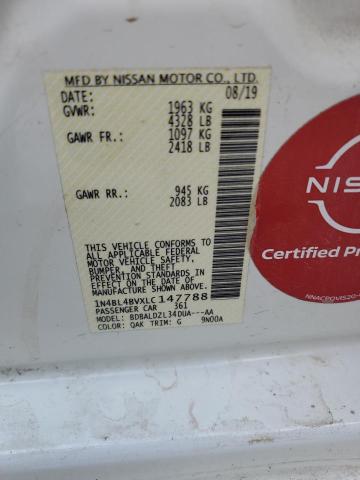 MFD BY NISSAN MOTOR CO., LTD.
DATE: 08/19
GVWR: 1963 KG
4328 LB
GAWR FR: 1097 KG
2418 LB
GAWR RR: 945 KG
2083 LB
THIS VEHICLE CONFORMS TO
ALL APPLICABLE FEDERAL
MOTOR VEHICLE SAFETY,
BUMPER, AND THEFT
PREVENTION STANDARDS IN
EFFECT ON THE DATE OF
MANUFACTURE SHOWN ABOVE
1N4BL4BVXLC147788
PASSENGER CAR 361
MODEL: BDBALDZL34DUA---AA
COLOR: QAK TRIM: G 9N00A
NISS
Certified Pr